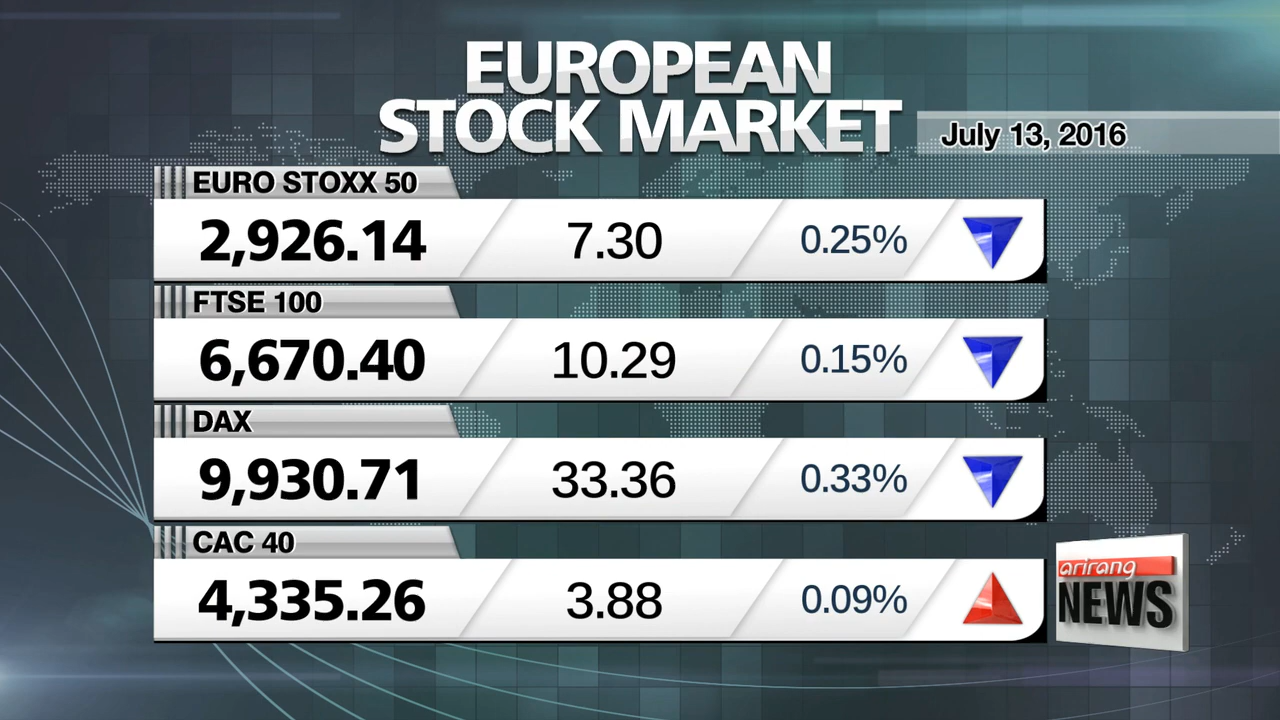 EUROPEAN
STOCK MARKET
July 13, 2016
EURO STOXX 50
2,926.14 7.30 0.25%
FTSE 100
6,670.40 10.29 0.15%
DAX
9,930.71 33.36 0.33%
CAC 40
4,335.26 3.88 0.09%
arirang
NEWS